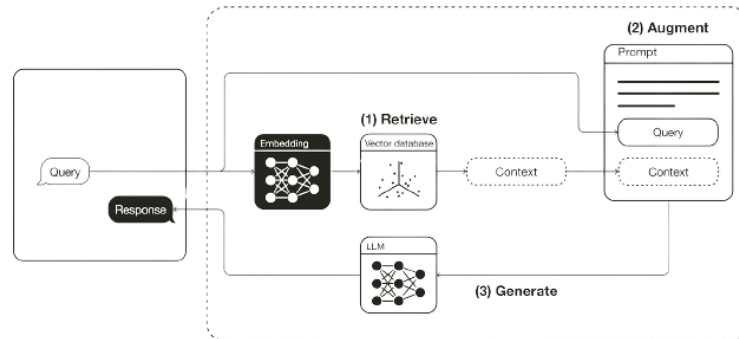 (2) Augment
Prompt
(1) Retrieve
Embedding
Vector database
Query
Query
Context
Context
Response
LLM
(3) Generate